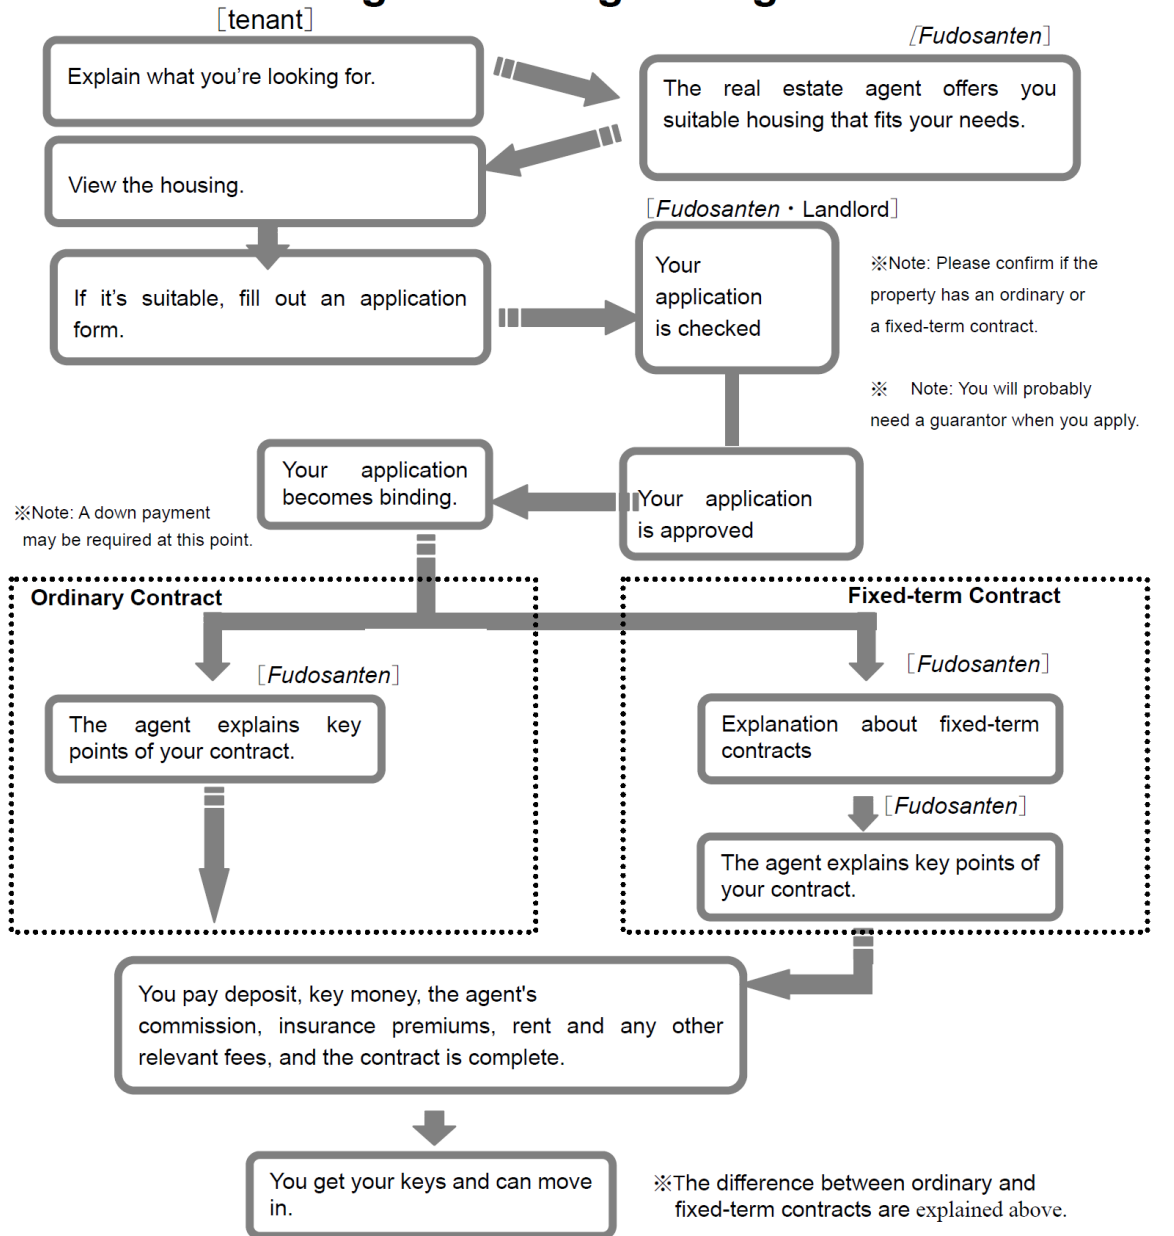 [tenant]
[Fudosanten]
Explain what you're looking for.
The real estate agent offers you
suitable housing that fits your needs.
View the housing.
[Fudosanten・Landlord]
Your
application
is checked
※Note: Please confirm if the
property has an ordinary or
a fixed-term contract.
If it's suitable, fill out an application
form.
※ Note: You will probably
need a guarantor when you apply.
Your application
becomes binding.
Your application
is approved
※Note: A down payment
may be required at this point.
Ordinary Contract
Fixed-term Contract
[Fudosanten]
The agent explains key
points of your contract.
[Fudosanten]
Explanation about fixed-term
contracts
[Fudosanten]
The agent explains key points of
your contract.
You pay deposit, key money, the agent's
commission, insurance premiums, rent and any other
relevant fees, and the contract is complete.
You get your keys and can move
in.
※The difference between ordinary and
fixed-term contracts are explained above.